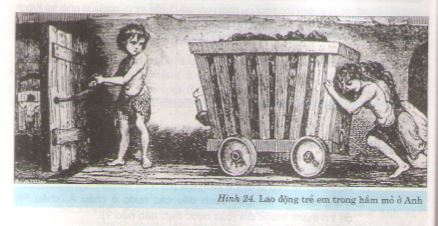 Hình 24. Lao động trẻ em trong hầm mỏ ở Anh